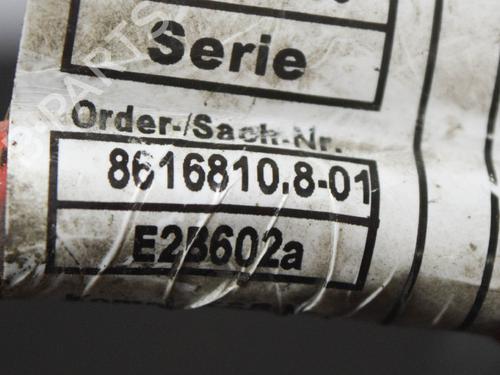 Serie
Order-/Sach-Nr.
8616810.8-01
E2B602a